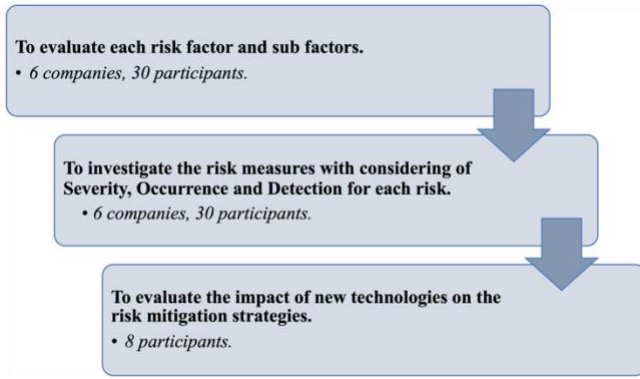 To evaluate each risk factor and sub factors.
• 6 companies, 30 participants.
To investigate the risk measures with considering of
Severity, Occurrence and Detection for each risk.
• 6 companies, 30 participants.
To evaluate the impact of new technologies on the
risk mitigation strategies.
• 8 participants.